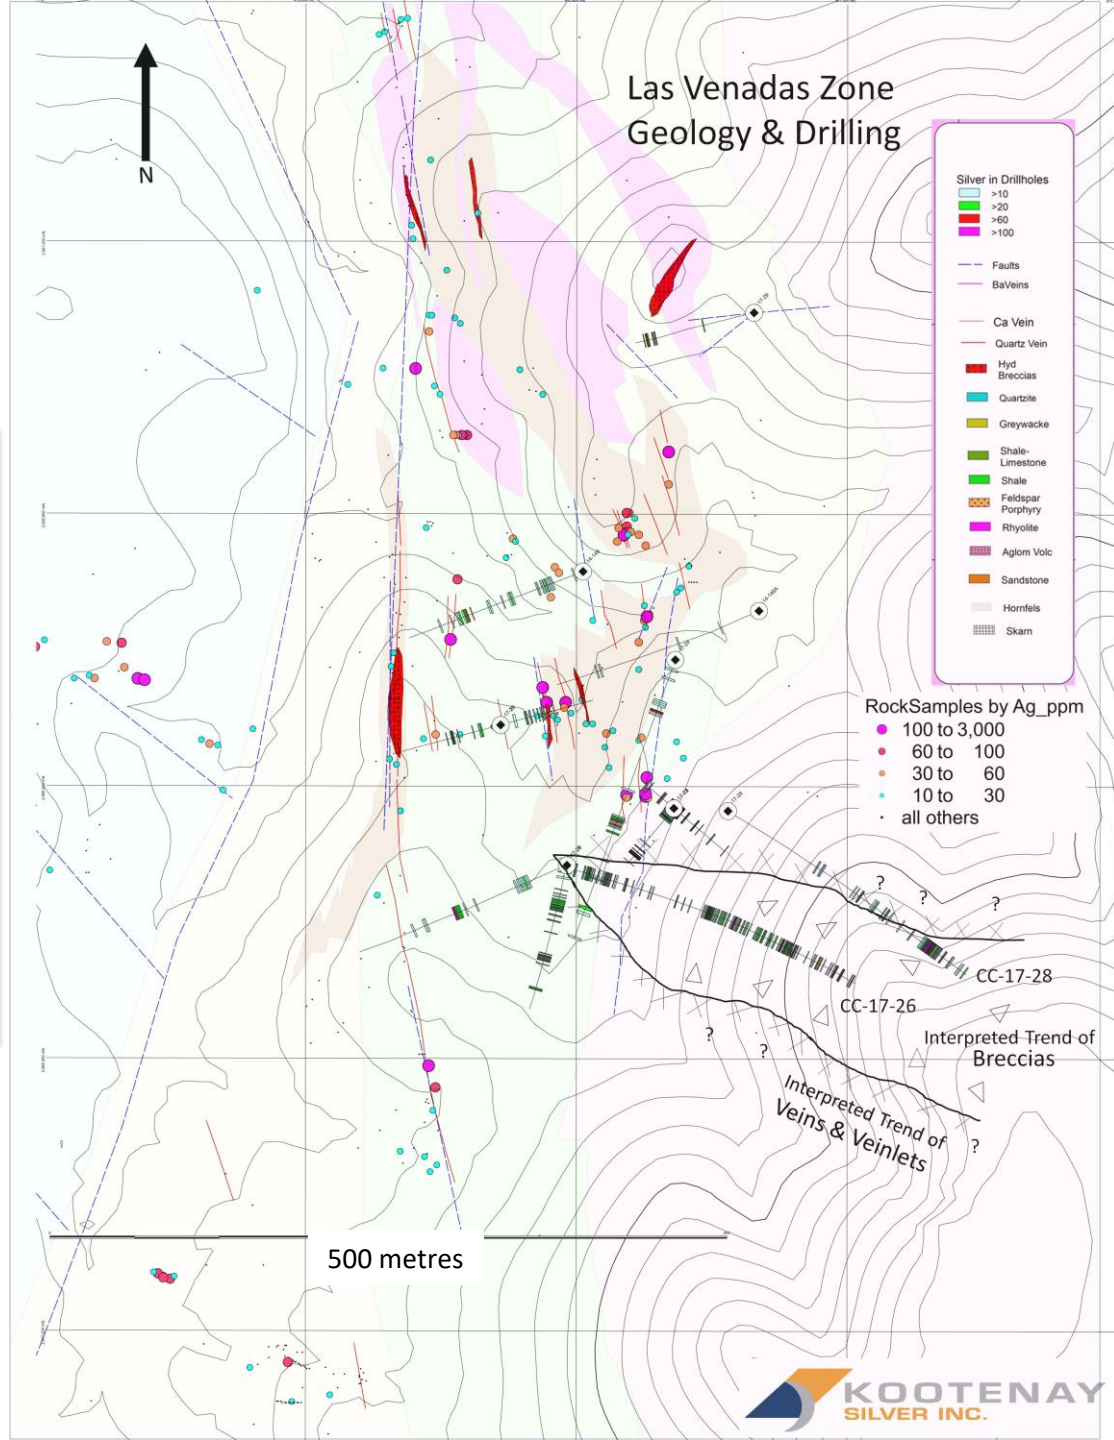 Las Venadas Zone
Geology & Drilling
N
Silver in Drillholes
>10
>20
>60
>100
Faults
BaVeins
Ca Vein
Quartz Vein
Hyd
Breccias
Quartzite
Greywacke
Shale-
Limestone
Shale
Feldspar
Porphyry
Rhyolite
Aglom Volc
Sandstone
Hornfels
Skarn
RockSamples by Ag_ppm
100 to 3,000
60 to 100
30 to 60
10 to 30
all others
17-29
?
?
?
CC-17-28
CC-17-26
Interpreted Trend of
Breccias
?
?
Interpreted Trend of
Veins & Veinlets
?
500 metres
KOOTENAY
SILVER INC.